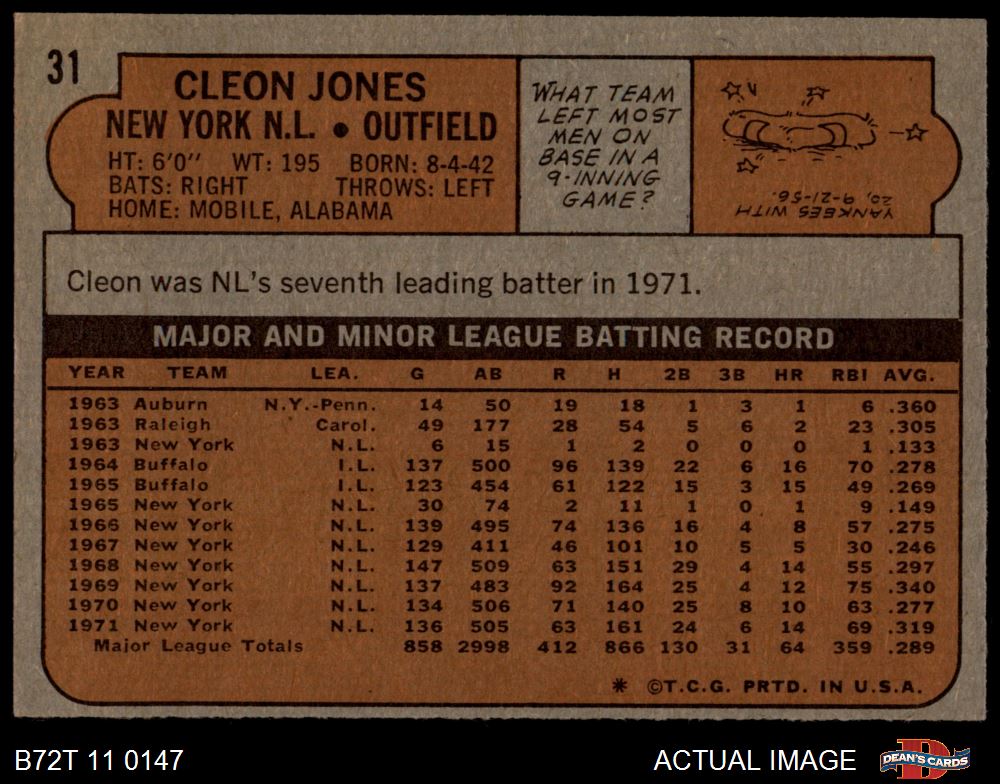 31
CLEON JONES
NEW YORK N.L. • OUTFIELD
HT: 6'0" WT: 195 BORN: 8-4-42
BATS: RIGHT THROWS: LEFT
HOME: MOBILE, ALABAMA
WHAT TEAM
LEFT MOST
MEN ON
BASE IN A
9-INNING
GAME?
YANKEES WITH
20, 9-21-56.
Cleon was NL's seventh leading batter in 1971.
MAJOR AND MINOR LEAGUE BATTING RECORD
YEAR TEAM LEA. G AB R H 2B 3B HR RBI AVG.
1963 Auburn N.Y.-Penn. 14 50 19 18 1 3 1 6 .360
1963 Raleigh Carol. 49 177 28 54 5 6 2 23 .305
1963 New York N.L. 6 15 1 2 0 0 0 1 .133
1964 Buffalo I.L. 137 500 96 139 22 6 16 70 .278
1965 Buffalo I.L. 123 454 61 122 15 3 15 49 .269
1965 New York N.L. 30 74 2 11 1 0 1 9 .149
1966 New York N.L. 139 495 74 136 16 4 8 57 .275
1967 New York N.L. 129 411 46 101 10 5 5 30 .246
1968 New York N.L. 147 509 63 151 29 4 14 55 .297
1969 New York N.L. 137 483 92 164 25 4 12 75 .340
1970 New York N.L. 134 506 71 140 25 8 10 63 .277
1971 New York N.L. 136 505 63 161 24 6 14 69 .319
Major League Totals 858 2998 412 866 130 31 64 359 .289
* ©T.C.G. PRTD. IN U.S.A.
B72T 11 0147
ACTUAL IMAGE
DEAN'S CARDS